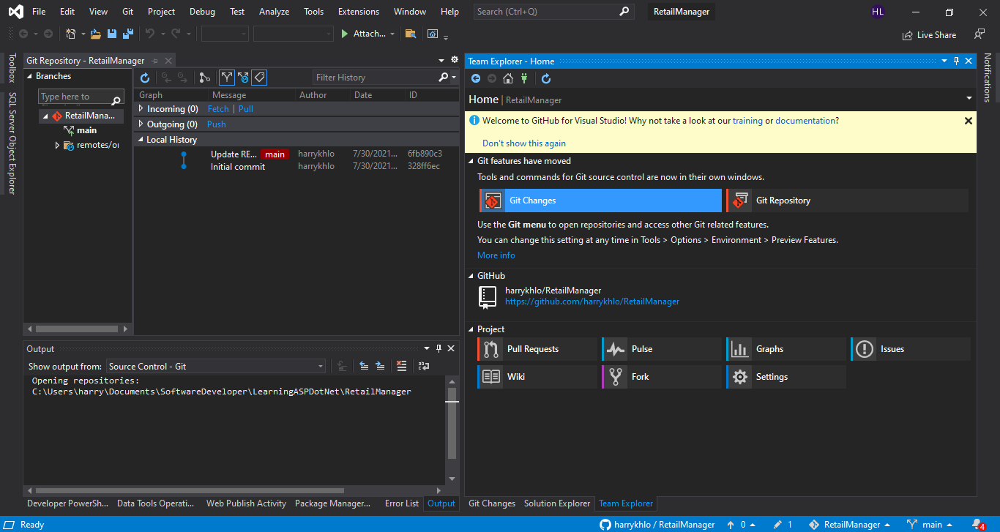 File Edit View Git Project Debug Test Analyze Tools Extensions Window Help Search (Ctrl+Q) RetailManager HL
Attach... Live Share
Toolbox
SQL Server Object Explorer
Notifications
Git Repository - RetailManager
Branches
Type here to
RetailMana...
main
remotes/or
Filter History
Graph Message Author Date ID
Incoming (0) Fetch | Pull
Outgoing (0) Push
Local History
Update RE... main harrykhlo 7/30/2021... 6fb890c3
Initial commit harrykhlo 7/30/2021... 328ff6ec
Output
Show output from: Source Control - Git
Opening repositories:
C:\Users\harry\Documents\SoftwareDeveloper\LearningASPDotNet\RetailManager
Developer PowerSh... Data Tools Operati... Web Publish Activity Package Manager... Error List Output
Team Explorer - Home
Home | RetailManager
Welcome to GitHub for Visual Studio! Why not take a look at our training or documentation?
Don't show this again
Git features have moved
Tools and commands for Git source control are now in their own windows.
Git Changes Git Repository
Use the Git menu to open repositories and access other Git related features.
You can change this setting at any time in Tools > Options > Environment > Preview Features.
More info
GitHub
harrykhlo/RetailManager
https://github.com/harrykhlo/RetailManager
Project
Pull Requests Pulse Graphs Issues
Wiki Fork Settings
Git Changes Solution Explorer Team Explorer
Ready harrykhlo / RetailManager 0 1 RetailManager main 4